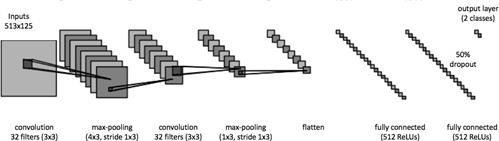 Inputs
513x125
output layer
(2 classes)
50%
dropout
convolution
32 filters (3x3)
max-pooling
(4x3, stride 1x3)
convolution
32 filters (3x3)
max-pooling
(1x3, stride 1x3)
flatten
fully connected
(512 ReLUs)
fully connected
(512 ReLUs)